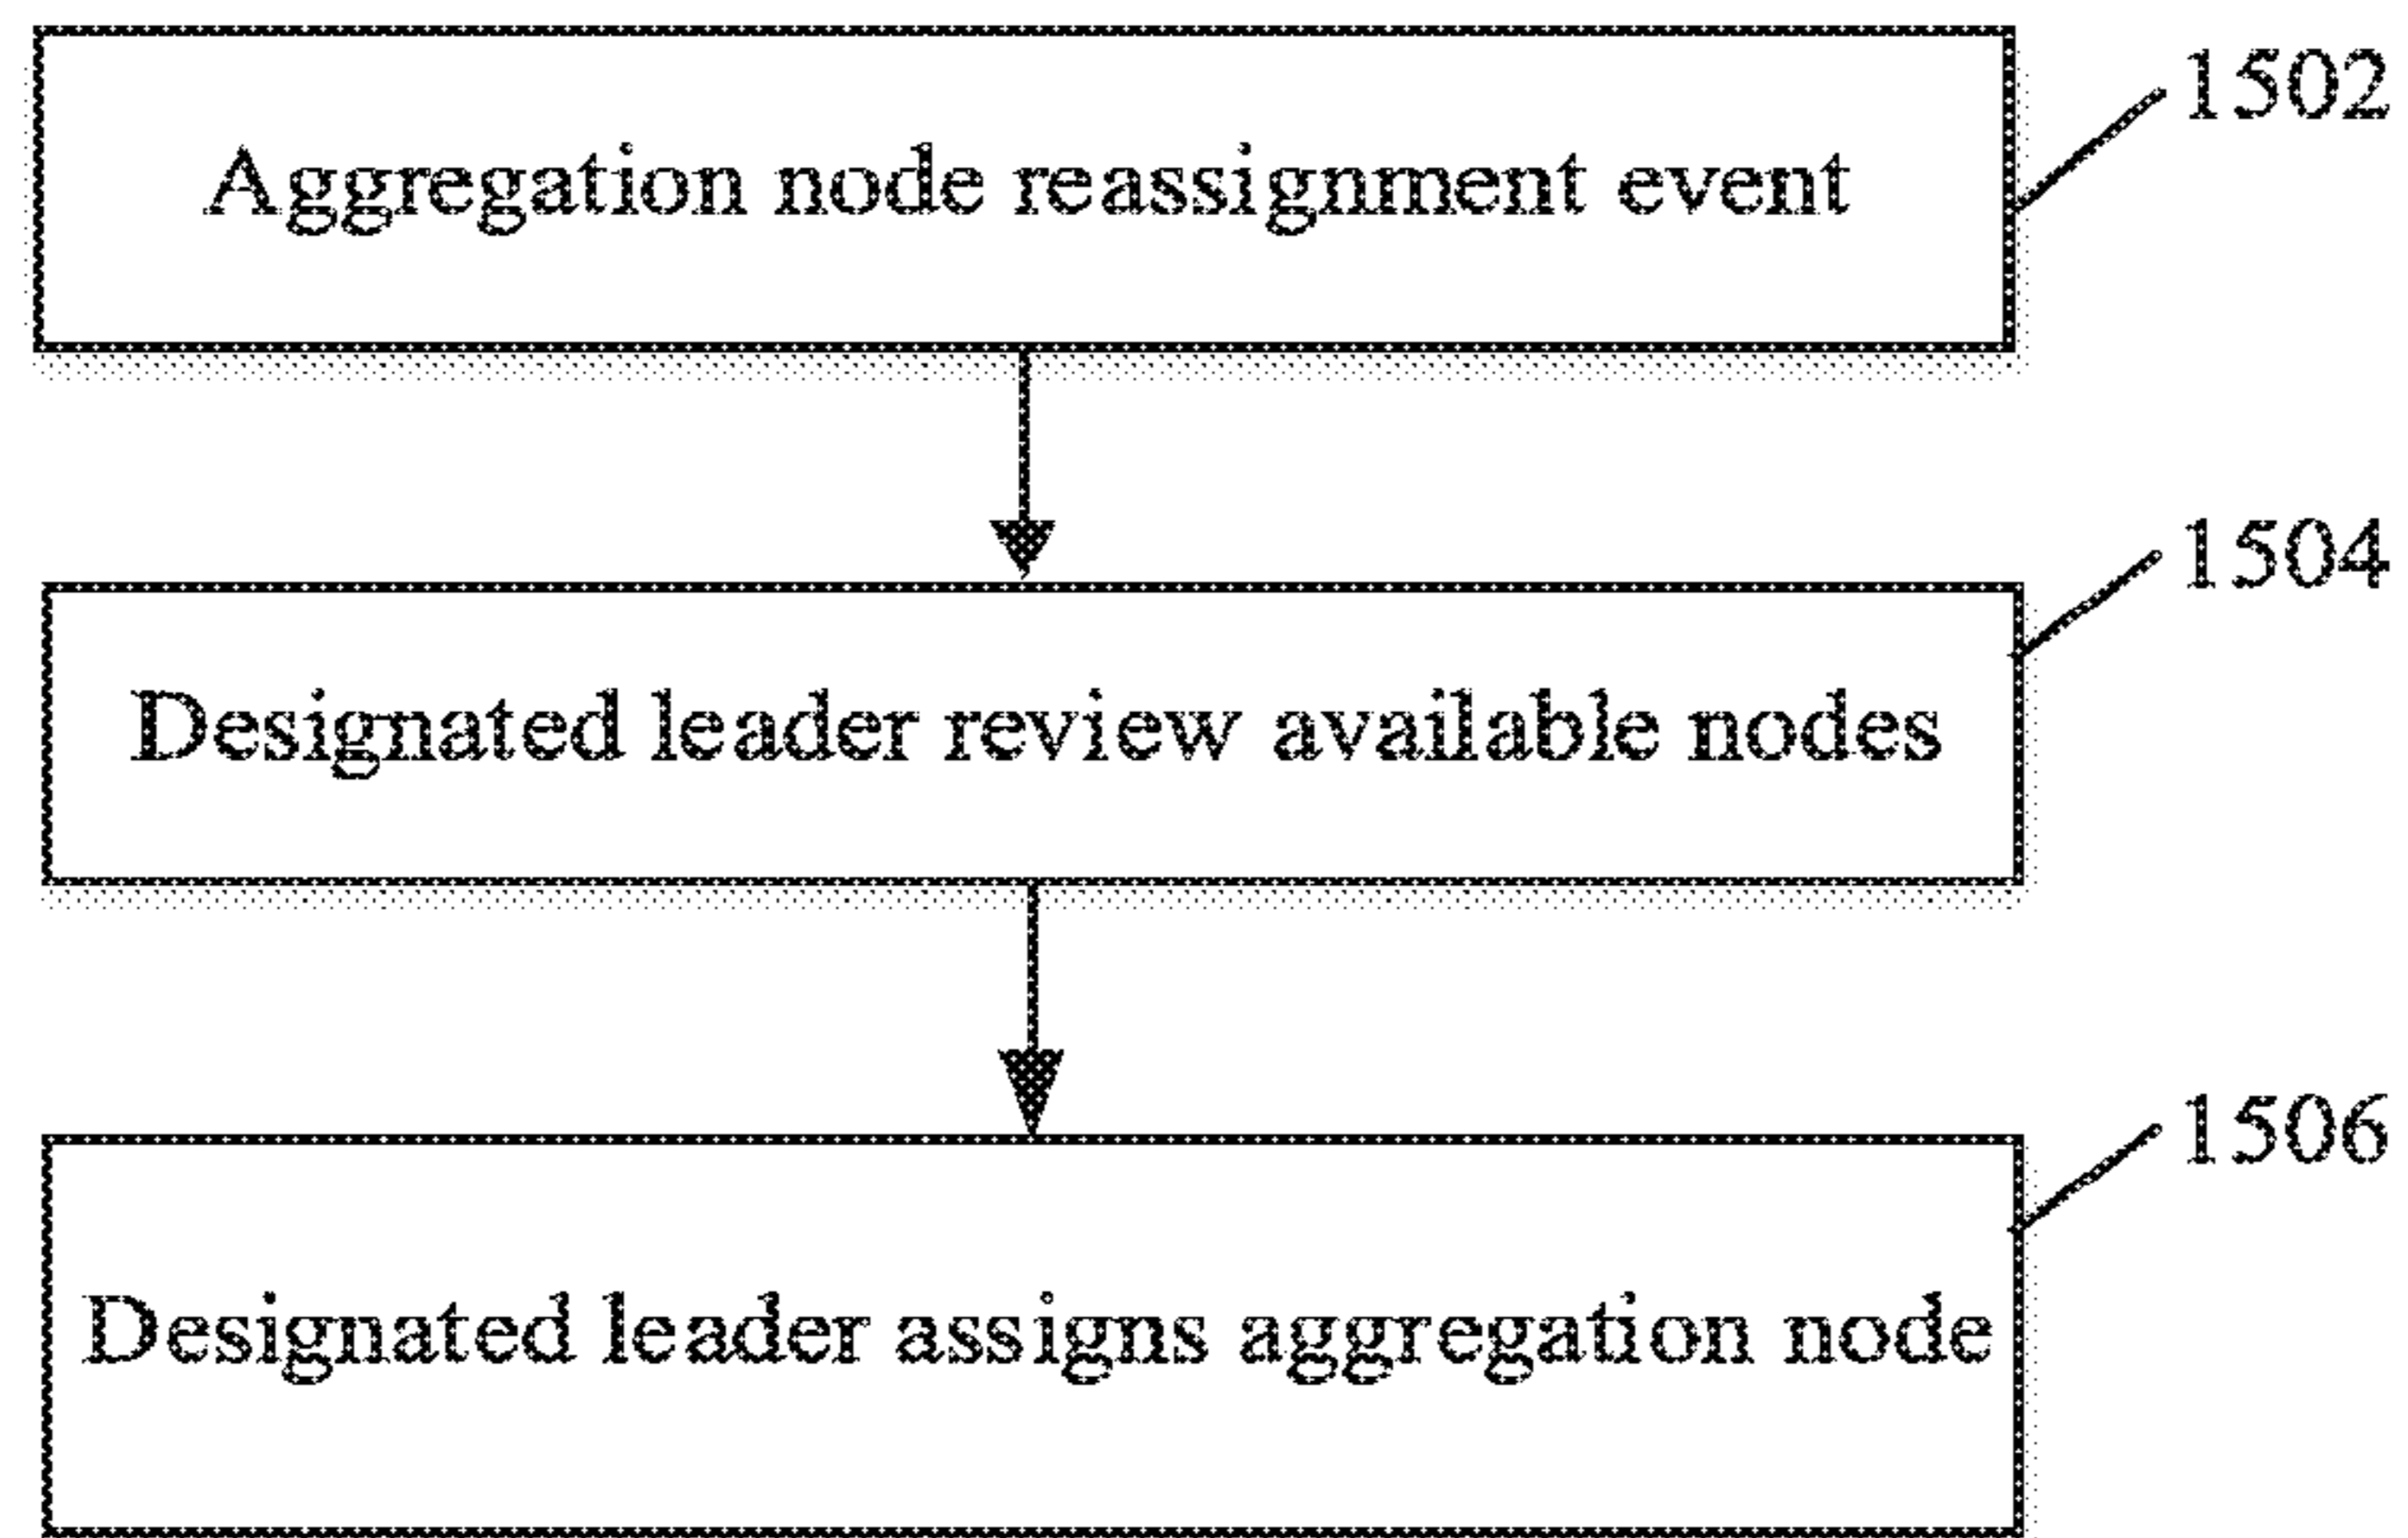 Aggregation node reassignment event
1502
Designated leader review available nodes
1504
Designated leader assigns aggregation node
1506